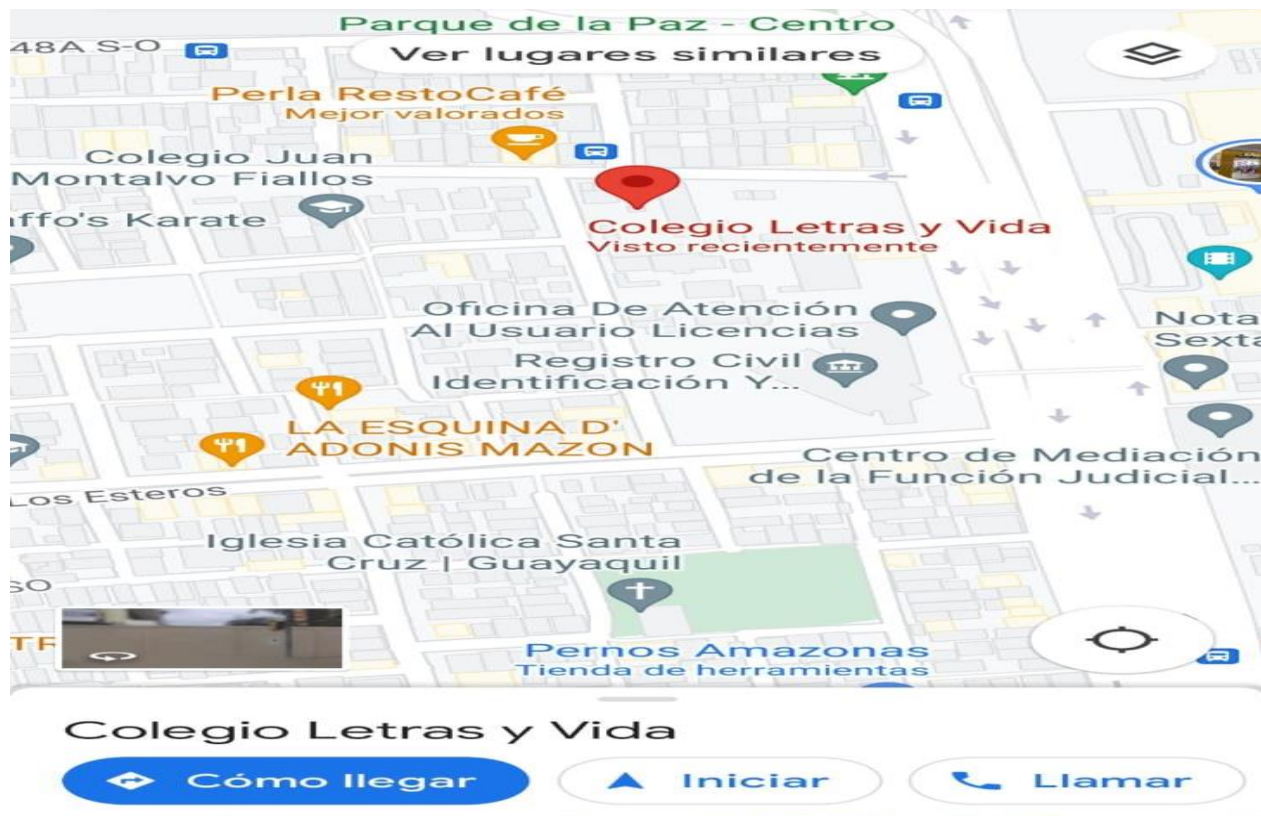 Parque de la Paz - Centro
48A S-O
Ver lugares similares
Perla RestoCafé
Mejor valorados
Colegio Juan
Montalvo Fiallos
ffo's Karate
Colegio Letras y Vida
Visto recientemente
Oficina De Atención
Al Usuario Licencias
Nota
Sexta
Registro Civil
Identificación Y...
LA ESQUINA D'
ADONIS MAZON
Centro de Mediación
de la Función Judicial...
Los Esteros
Iglesia Católica Santa
Cruz | Guayaquil
SO
TR
Pernos Amazonas
Tienda de herramientas
Colegio Letras y Vida
Cómo llegar
Iniciar
Llamar